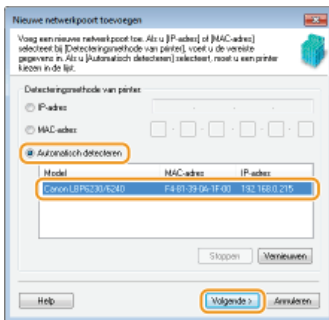 Nieuwe netwerkpoort toevoegen
Voeg een nieuwe netwerkpoort toe. Als u [IP-adres] of [MAC-adres]
selecteert bij [Detecteringsmethode van printer], voert u de vereiste
gegevens in. Als u [Automatisch detecteren] selecteert, moet u een printer
kiezen in de lijst.
Detecteringsmethode van printer
IP-adres
MAC-adres
Automatisch detecteren
Model MAC-adres IP-adres
Canon LBP6230/6240 F4-81-39-0A-1F-00 192.168.0.215
Stoppen Vernieuwen
Help Volgende > Annuleren